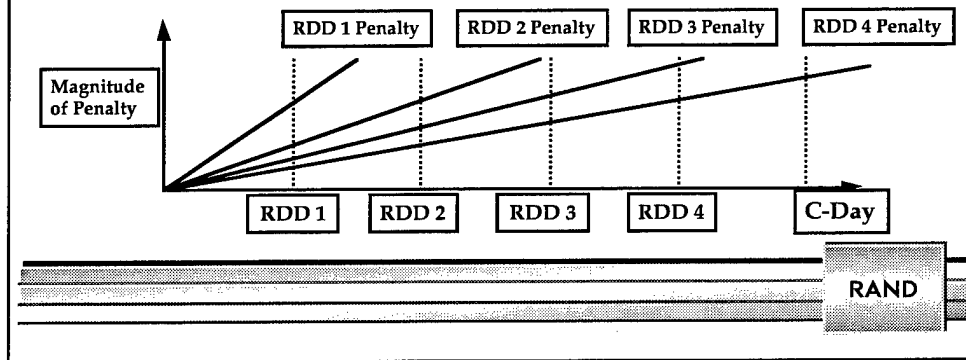 RDD 1 Penalty
RDD 2 Penalty
RDD 3 Penalty
RDD 4 Penalty
Magnitude
of Penalty
RDD 1
RDD 2
RDD 3
RDD 4
C-Day
RAND